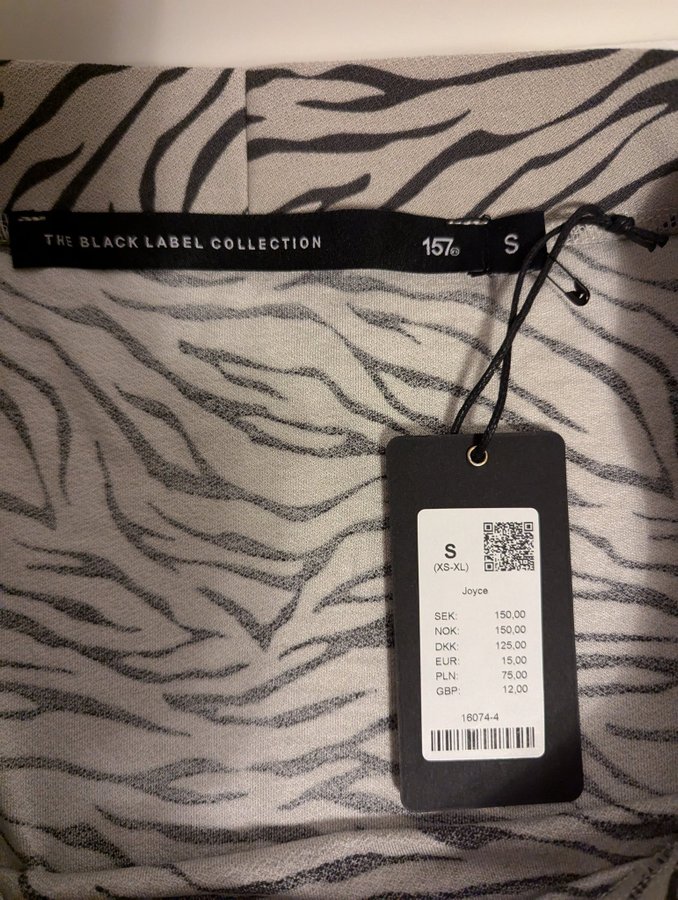 THE BLACK LABEL COLLECTION 157 S
S
(XS-XL)
Joyce
SEK: 150,00
NOK: 150,00
DKK: 125,00
EUR: 15,00
PLN: 75,00
GBP: 12,00
16074-4